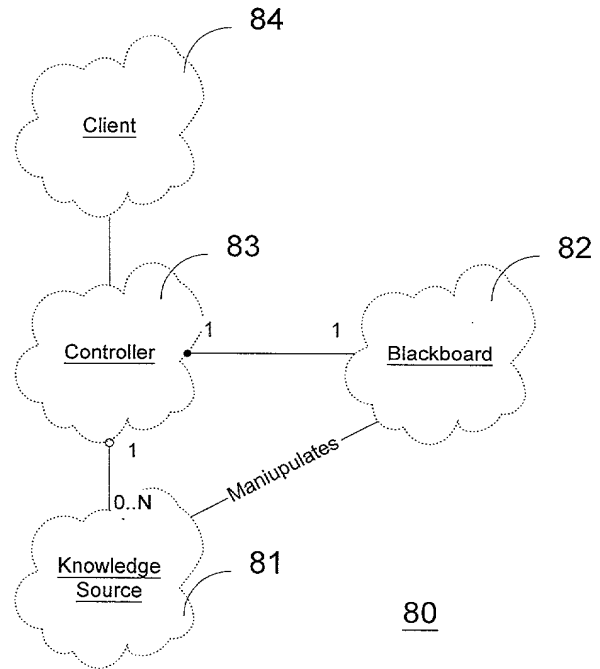 84
Client
83
82
1
1
Controller
Blackboard
1
Maniupulates
0..N
Knowledge
Source
81
80